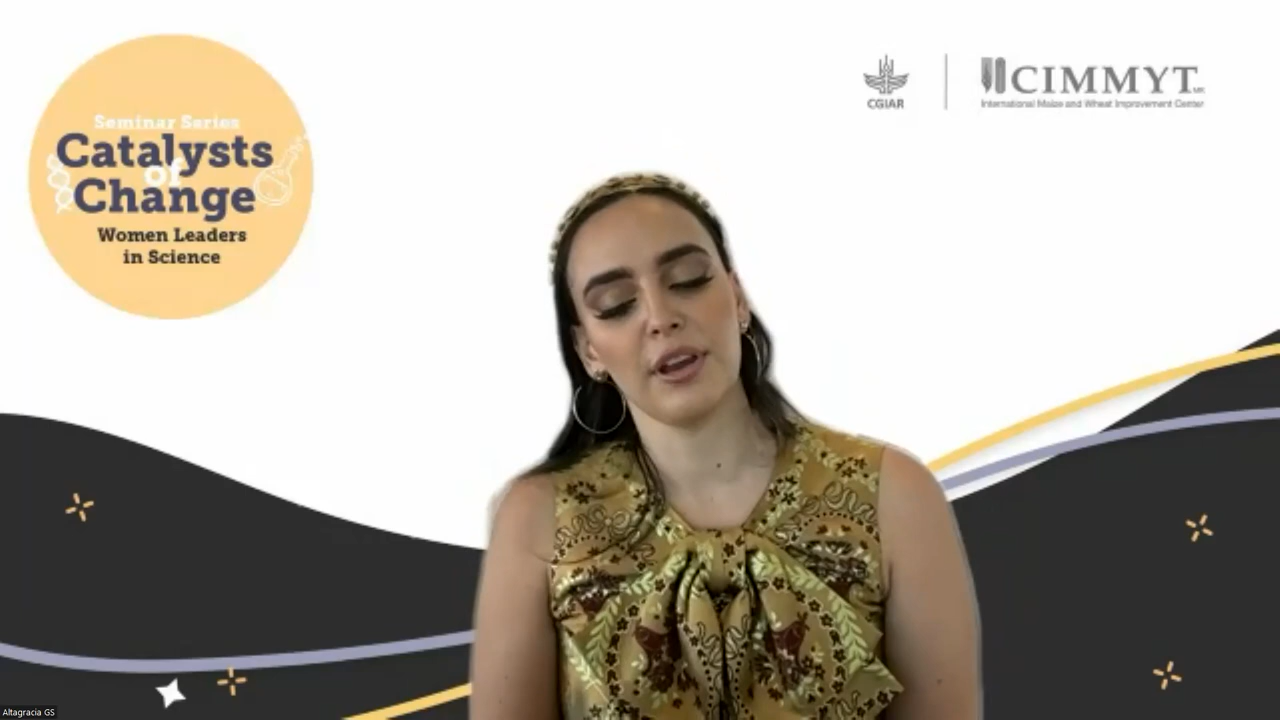 Seminar Series
Catalysts
of
Change
Women Leaders
in Science
CGIAR
CIMMYT
International Maize and Wheat Improvement Center
Altagracia GS